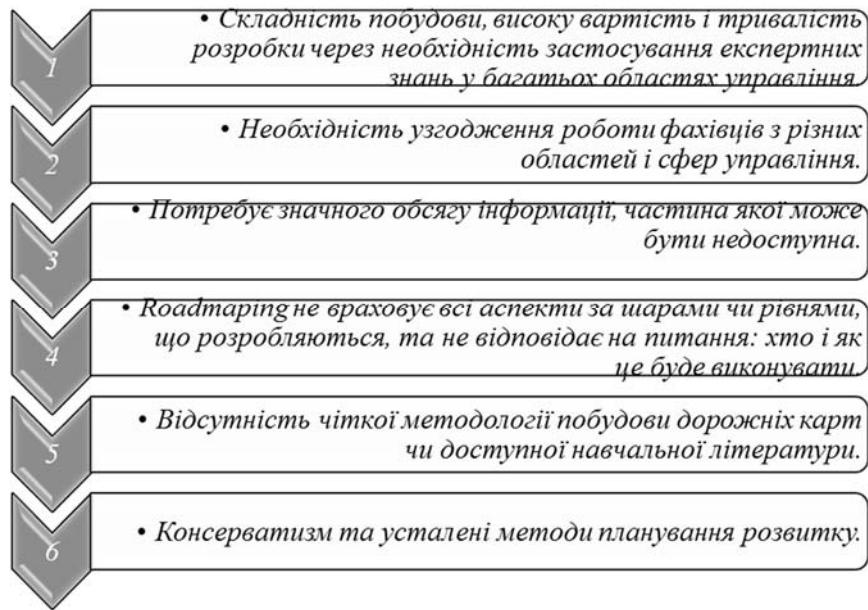 1
• Складність побудови, високу вартість і тривалість
розробки через необхідність застосування експертних
знань у багатьох областях управління.
2
• Необхідність узгодження роботи фахівців з різних
областей і сфер управління.
3
• Потребує значного обсягу інформації, частина якої може
бути недоступна.
4
• Roadmaping не враховує всі аспекти за шарами чи рівнями,
що розробляються, та не відповідає на питання: хто і як
це буде виконувати.
5
• Відсутність чіткої методології побудови дорожніх карт
чи доступної навчальної літератури.
6
• Консерватизм та усталені методи планування розвитку.